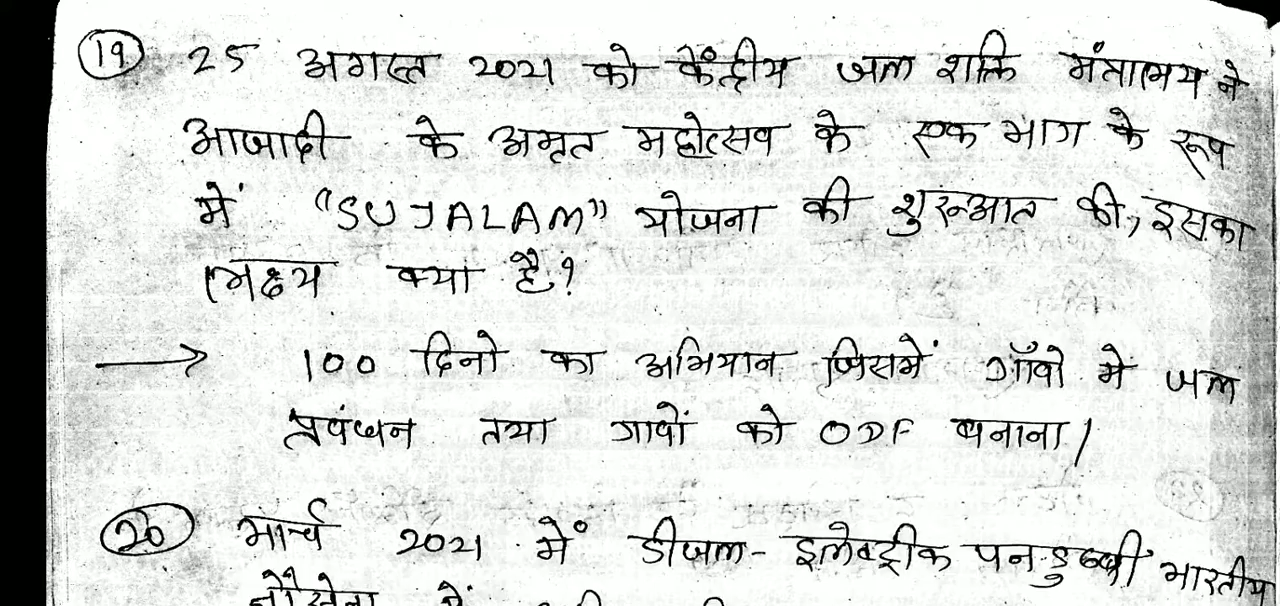 19 25 अगस्त 2021 को केंद्रीय जल शक्ति मंत्रालय ने
आजादी के अमृत महोत्सव के एक भाग के रूप
में "SUJALAM" योजना की शुरुआत की, इसका
लक्ष्य क्या है?
→ 100 दिनो का अभियान जिसमें गाँवो मे जल
प्रबंधन तथा गावों को ODF बनाना।
20 मार्च 2021 में डीजल-इलेक्ट्रीक पनडुब्बी भारतीय
नौसेना में